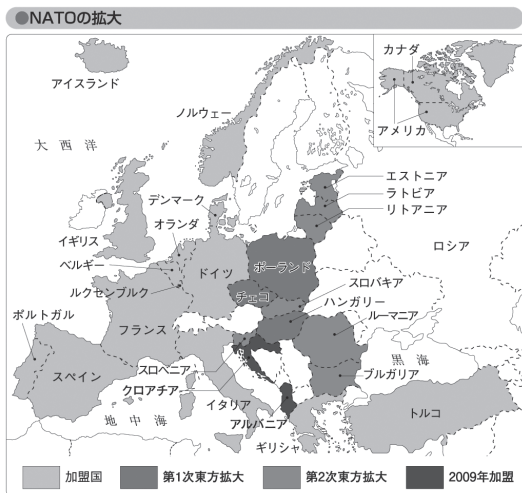 ●NATOの拡大
カナダ
アメリカ
アイスランド
ノルウェー
大西洋
デンマーク
オランダ
イギリス
ベルギー
ルクセンブルク
ドイツ
ポーランド
チェコ
エストニア
ラトビア
リトアニア
ロシア
スロバキア
ハンガリー
ルーマニア
ポルトガル
フランス
スペイン
スロベニア
クロアチア
イタリア
アルバニア
ギリシャ
地中海
黒海
ブルガリア
トルコ
加盟国 第1次東方拡大 第2次東方拡大 2009年加盟